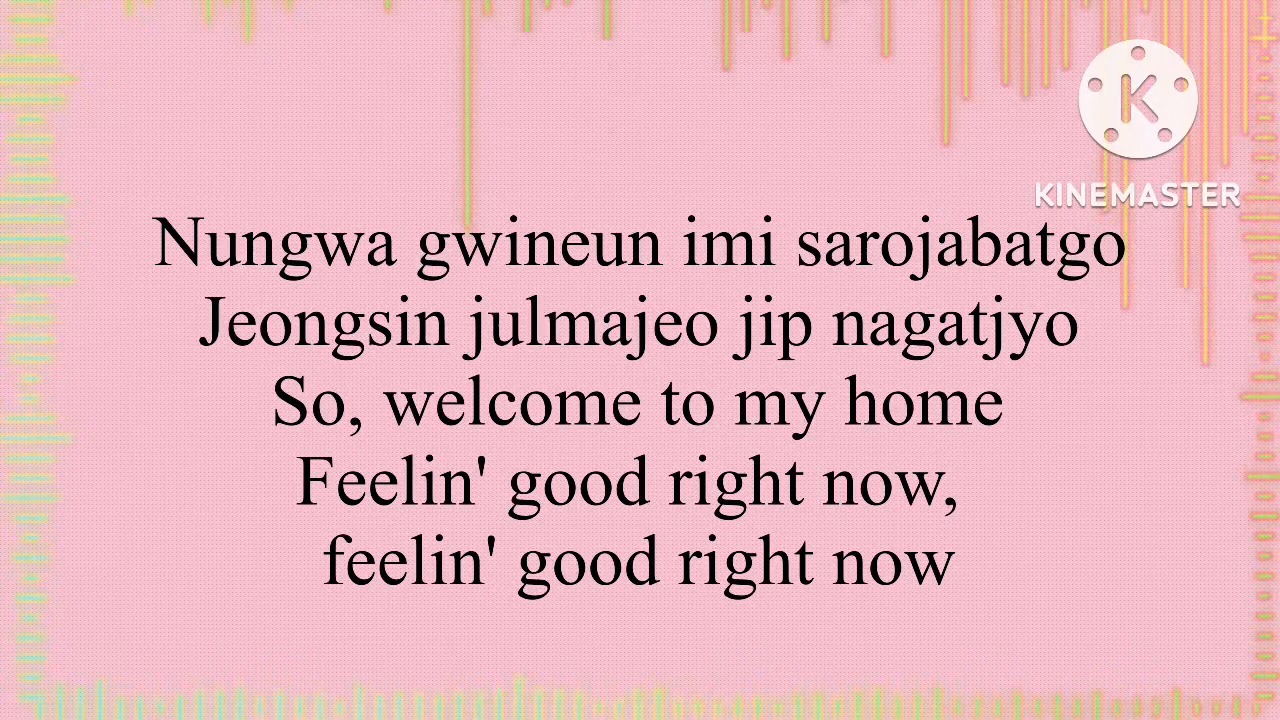 KINEMASTER
Nungwa gwineun imi sarojabatgo
Jeongsin julmajeo jip nagatjyo
So, welcome to my home
Feelin' good right now,
feelin' good right now